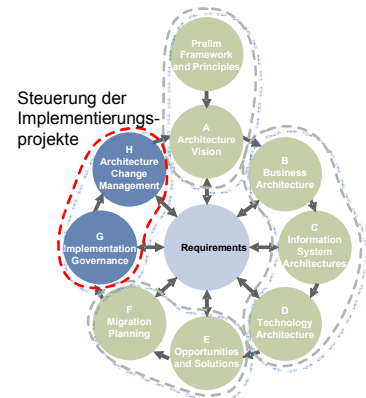 Prelim
Framework
and Principles
Steuerung der
Implementierungs-
projekte
A
Architecture
Vision
H
Architecture
Change
Management
B
Business
Architecture
G
Implementation
Governance
Requirements
C
Information
System
Architectures
F
Migration
Planning
D
Technology
Architecture
E
Opportunities
and Solutions